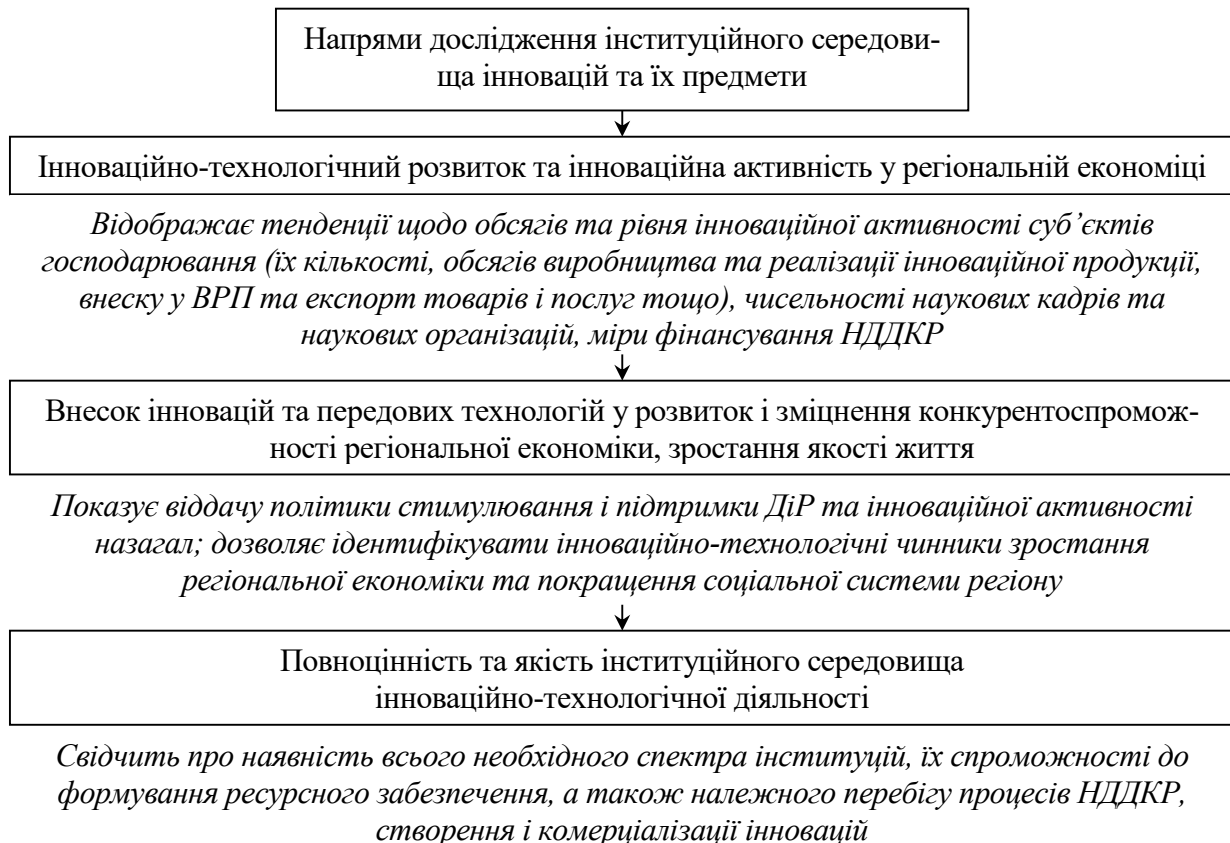 Напрями дослідження інституційного середови-
ща інновацій та їх предмети
Інноваційно-технологічний розвиток та інноваційна активність у регіональній економіці
Відображає тенденції щодо обсягів та рівня інноваційної активності суб’єктів
господарювання (їх кількості, обсягів виробництва та реалізації інноваційної продукції,
внеску у ВРП та експорт товарів і послуг тощо), чисельності наукових кадрів та
наукових організацій, міри фінансування НДДКР
Внесок інновацій та передових технологій у розвиток і зміцнення конкурентоспромож-
ності регіональної економіки, зростання якості життя
Показує віддачу політики стимулювання і підтримки ДіР та інноваційної активності
назагал; дозволяє ідентифікувати інноваційно-технологічні чинники зростання
регіональної економіки та покращення соціальної системи регіону
Повноцінність та якість інституційного середовища
інноваційно-технологічної діяльності
Свідчить про наявність всього необхідного спектра інституцій, їх спроможності до
формування ресурсного забезпечення, а також належного перебігу процесів НДДКР,
створення і комерціалізації інновацій